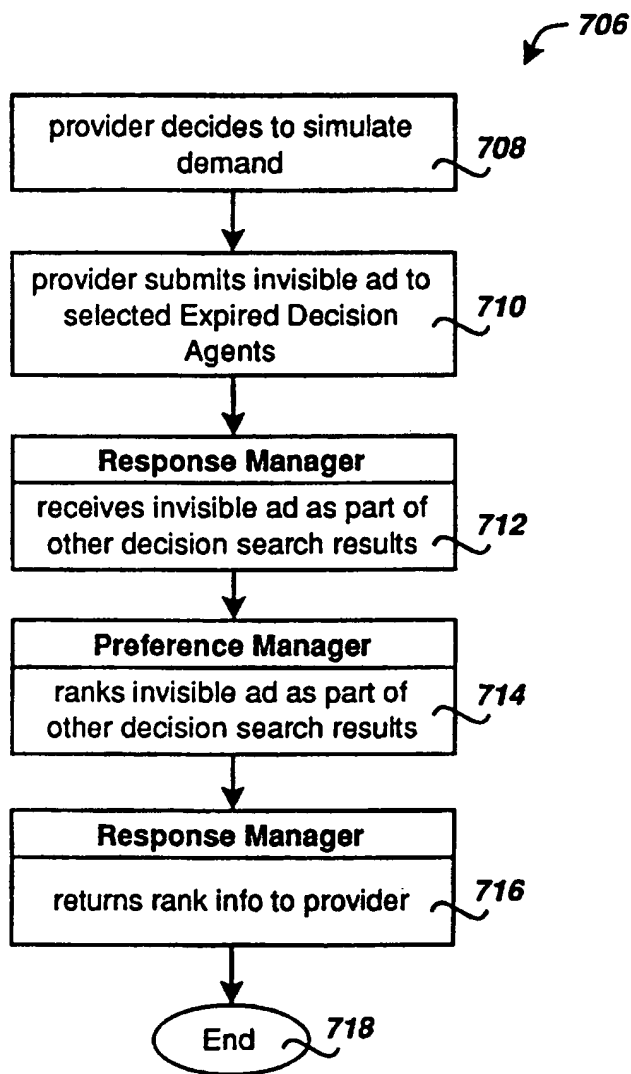 706
provider decides to simulate
demand
708
provider submits invisible ad to
selected Expired Decision
Agents
710
Response Manager
receives invisible ad as part of
other decision search results
712
Preference Manager
ranks invisible ad as part of
other decision search results
714
Response Manager
returns rank info to provider
716
End
718